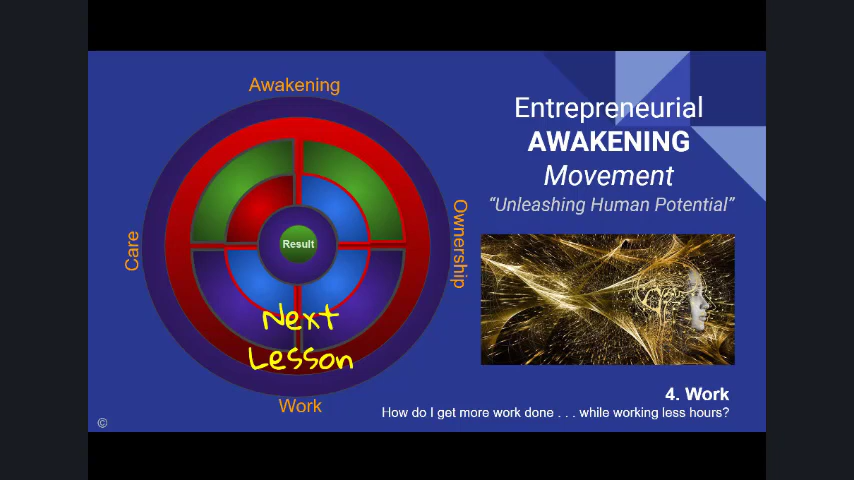 Awakening
Care
Result
Ownership
Next
Lesson
Work
©
Entrepreneurial
AWAKENING
Movement
“Unleashing Human Potential”
4. Work
How do I get more work done . . . while working less hours?